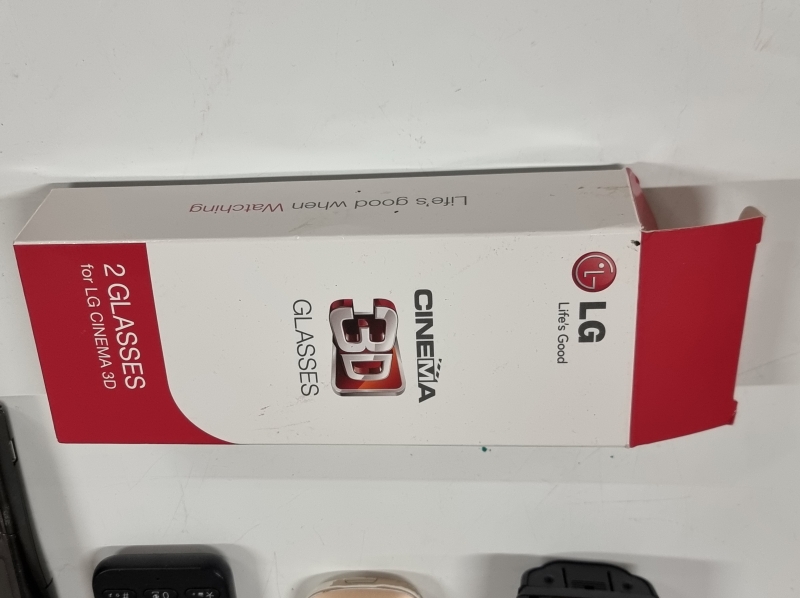 LG
Life's Good
CINEMA
3D
GLASSES
2 GLASSES
for LG CINEMA 3D
Life's good when Watching